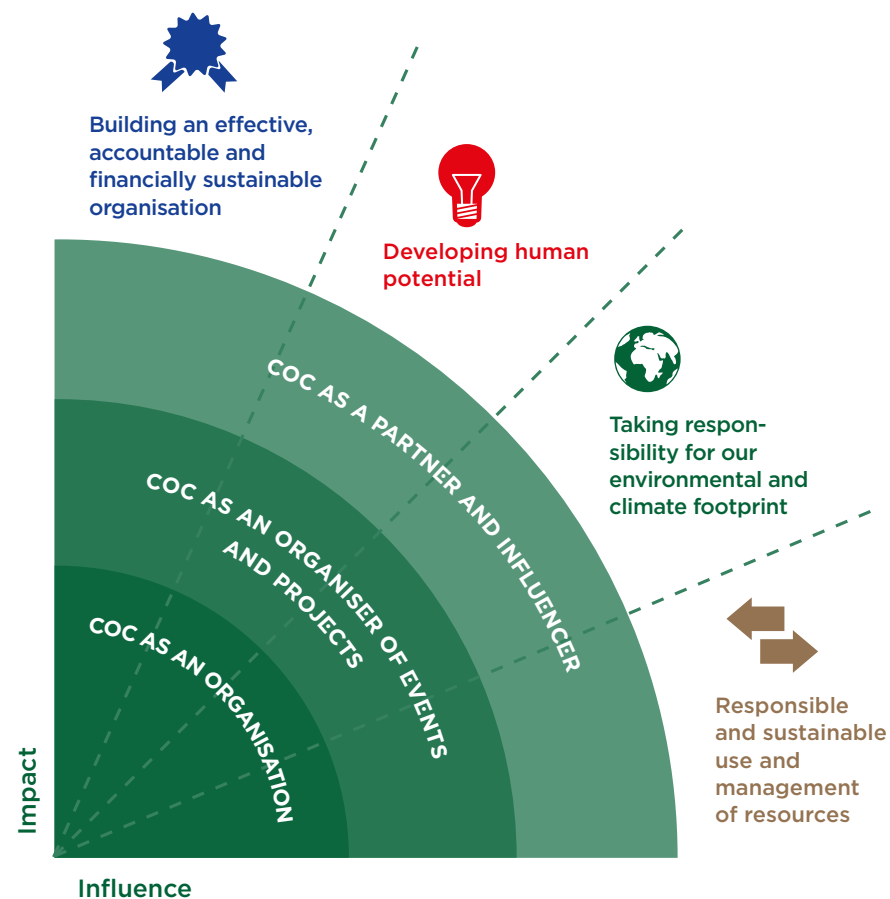 Building an effective,
accountable and
financially sustainable
organisation
Developing human
potential
Taking respon-
sibility for our
environmental and
climate footprint
Responsible
and sustainable
use and
management
of resources
COC AS A PARTNER AND INFLUENCER
COC AS AN ORGANISER OF EVENTS
AND PROJECTS
COC AS AN ORGANISATION
Impact
Influence